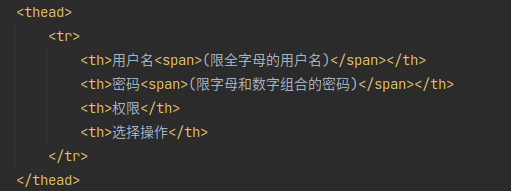 <thead>
<tr>
<th>用户名<span>(限全字母的用户名)</span></th>
<th>密码<span>(限字母和数字组合的密码)</span></th>
<th>权限</th>
<th>选择操作</th>
</tr>
</thead>